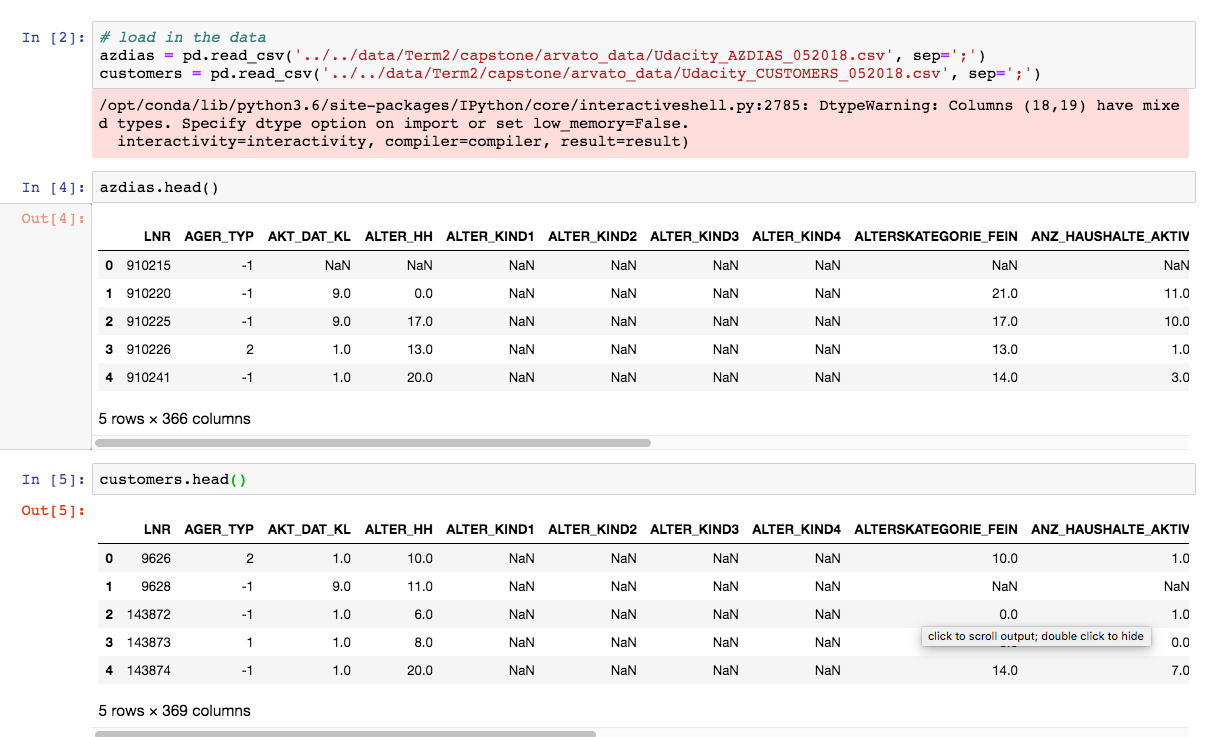 In [2]: # load in the data
azdias = pd.read_csv('../../data/Term2/capstone/arvato_data/Udacity_AZDIAS_052018.csv', sep=';')
customers = pd.read_csv('../../data/Term2/capstone/arvato_data/Udacity_CUSTOMERS_052018.csv', sep=';')
/opt/conda/lib/python3.6/site-packages/IPython/core/interactiveshell.py:2785: DtypeWarning: Columns (18,19) have mixe
d types. Specify dtype option on import or set low_memory=False.
interactivity=interactivity, compiler=compiler, result=result)
In [4]: azdias.head()
Out[4]:
LNR AGER_TYP AKT_DAT_KL ALTER_HH ALTER_KIND1 ALTER_KIND2 ALTER_KIND3 ALTER_KIND4 ALTERSKATEGORIE_FEIN ANZ_HAUSHALTE_AKTIV
0 910215 -1 NaN NaN NaN NaN NaN NaN NaN NaN
1 910220 -1 9.0 0.0 NaN NaN NaN NaN 21.0 11.0
2 910225 -1 9.0 17.0 NaN NaN NaN NaN 17.0 10.0
3 910226 2 1.0 13.0 NaN NaN NaN NaN 13.0 1.0
4 910241 -1 1.0 20.0 NaN NaN NaN NaN 14.0 3.0
5 rows × 366 columns
In [5]: customers.head()
Out[5]:
LNR AGER_TYP AKT_DAT_KL ALTER_HH ALTER_KIND1 ALTER_KIND2 ALTER_KIND3 ALTER_KIND4 ALTERSKATEGORIE_FEIN ANZ_HAUSHALTE_AKTIV
0 9626 2 1.0 10.0 NaN NaN NaN NaN 10.0 1.0
1 9628 -1 9.0 11.0 NaN NaN NaN NaN NaN NaN
2 143872 -1 1.0 6.0 NaN NaN NaN NaN 0.0 1.0
click to scroll output; double click to hide
3 143873 1 1.0 8.0 NaN NaN NaN NaN 0.0
4 143874 -1 1.0 20.0 NaN NaN NaN NaN 14.0 7.0
5 rows × 369 columns